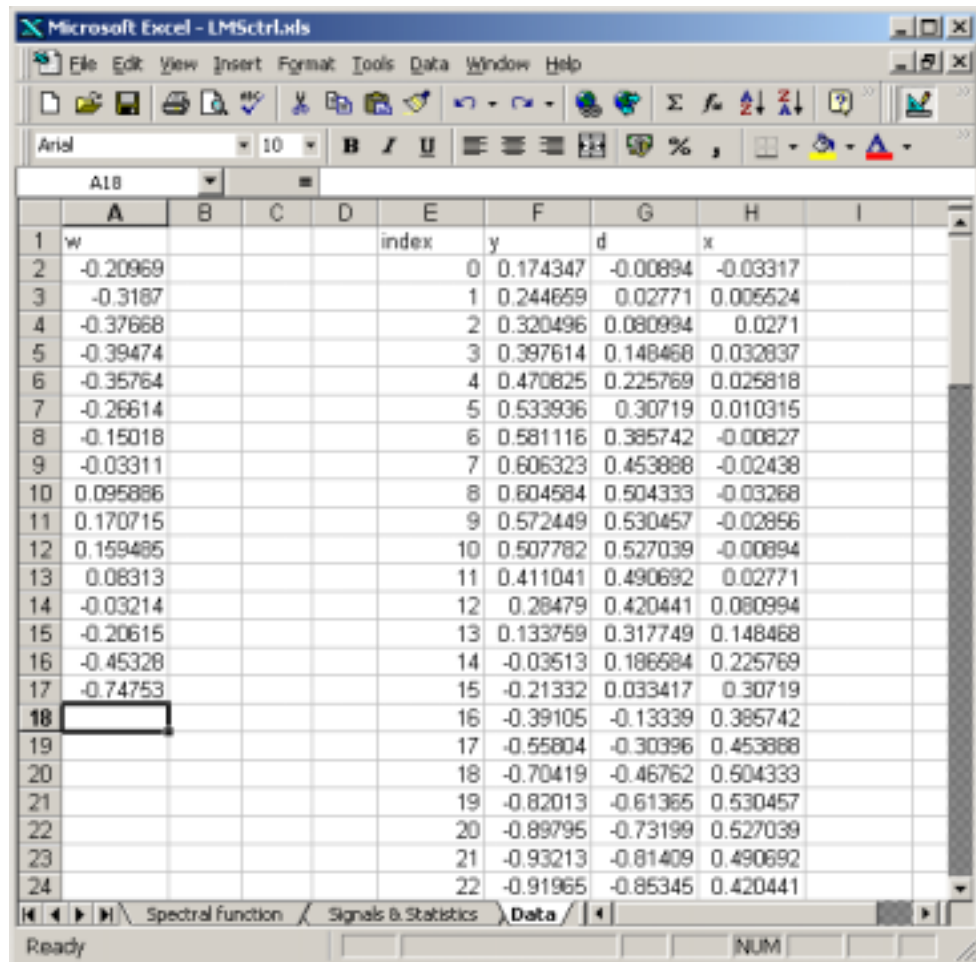 Microsoft Excel - LMSctrl.xls
File Edit View Insert Format Tools Data Window Help
Arial 10 B I U % ,
A18 =
A B C D E F G H I
1 w index y d x
2 -0.20969 0 0.174347 -0.00894 -0.03317
3 -0.3187 1 0.244659 0.02771 0.005524
4 -0.37668 2 0.320496 0.080994 0.0271
5 -0.39474 3 0.397614 0.148468 0.032837
6 -0.35764 4 0.470825 0.225769 0.025818
7 -0.26614 5 0.533936 0.30719 0.010315
8 -0.15018 6 0.581116 0.385742 -0.00827
9 -0.03311 7 0.606323 0.453888 -0.02438
10 0.095886 8 0.604584 0.504333 -0.03268
11 0.170715 9 0.572449 0.530457 -0.02856
12 0.159485 10 0.507782 0.527039 -0.00894
13 0.08313 11 0.411041 0.490692 0.02771
14 -0.03214 12 0.28479 0.420441 0.080994
15 -0.20615 13 0.133759 0.317749 0.148468
16 -0.45328 14 -0.03513 0.186584 0.225769
17 -0.74753 15 -0.21332 0.033417 0.30719
18 16 -0.39105 -0.13339 0.385742
19 17 -0.55804 -0.30396 0.453888
20 18 -0.70419 -0.46762 0.504333
21 19 -0.82013 -0.61365 0.530457
22 20 -0.89795 -0.73199 0.527039
23 21 -0.93213 -0.81409 0.490692
24 22 -0.91965 -0.85345 0.420441
Spectral function Signals & Statistics Data
Ready NUM